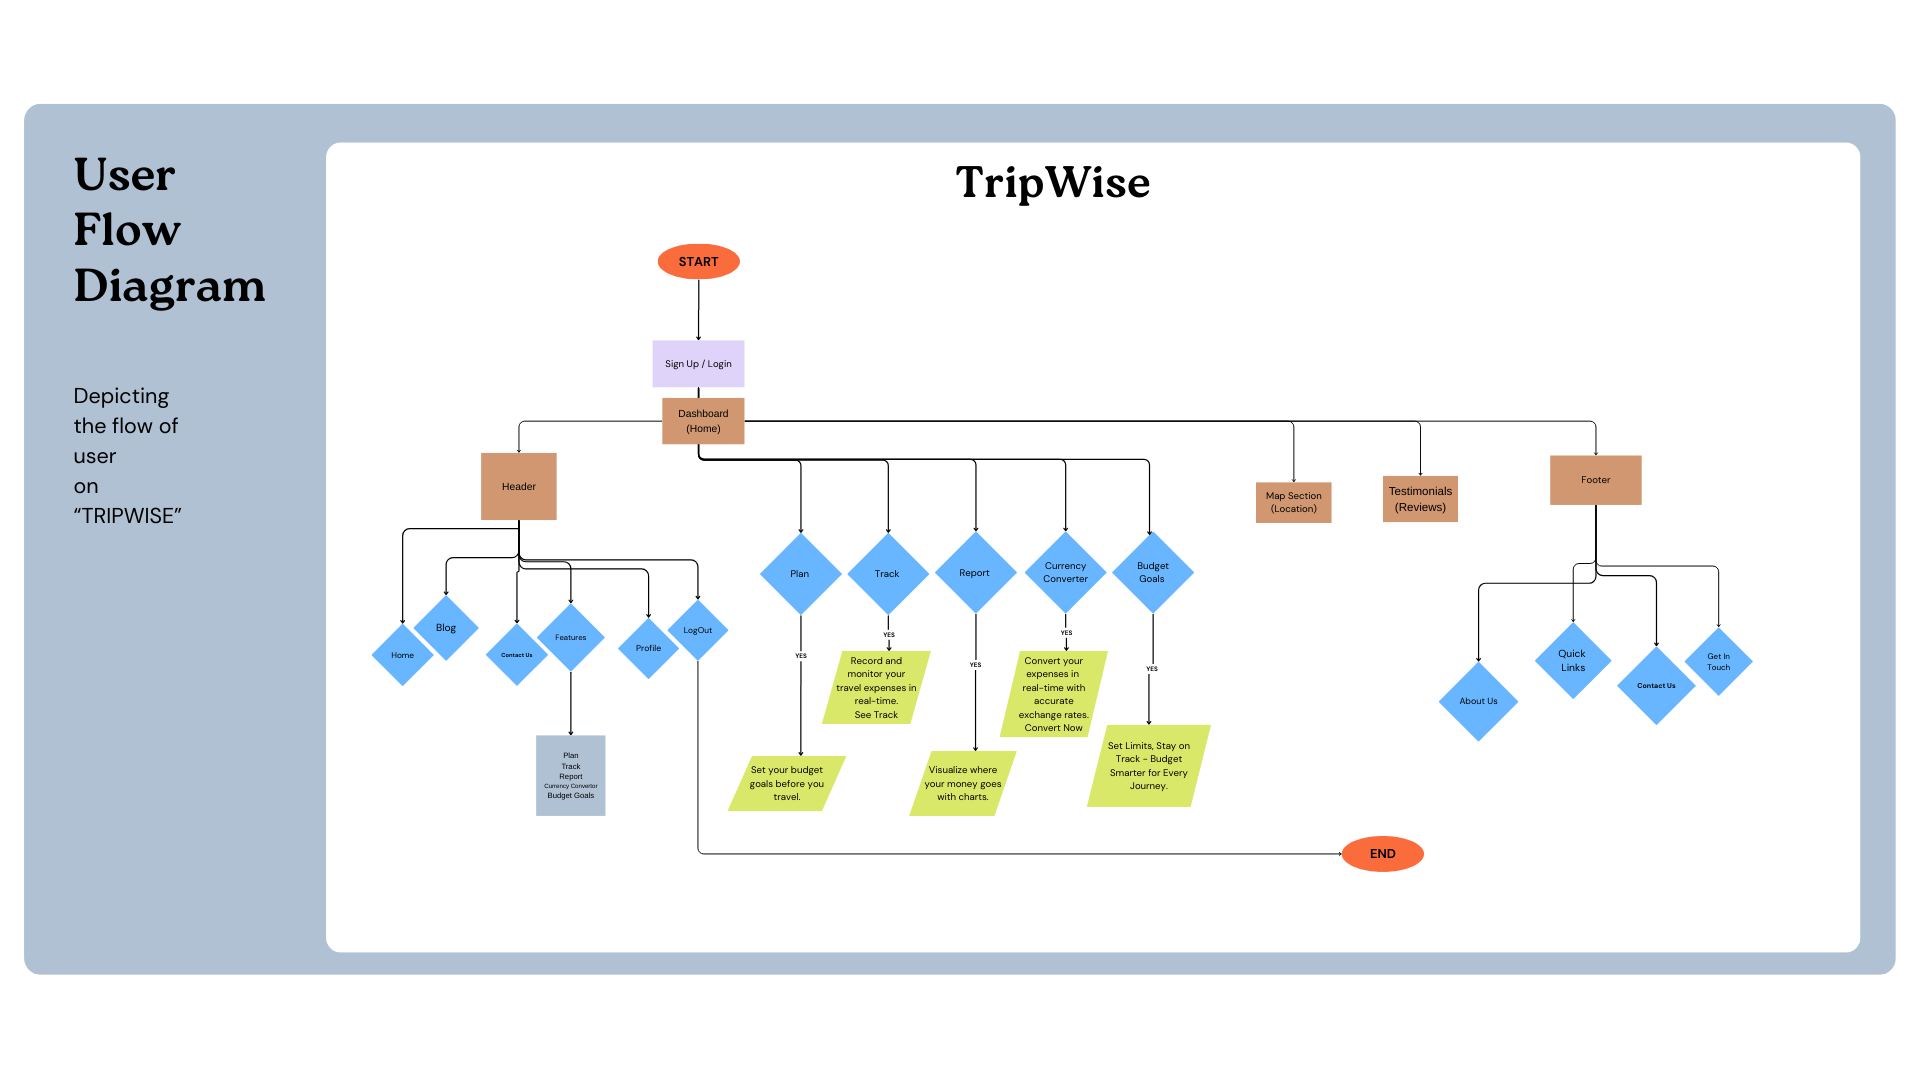 User
Flow
Diagram
Depicting
the flow of
user
on
“TRIPWISE”
TripWise
START
Sign Up / Login
Dashboard
(Home)
Header
Map Section
(Location)
Testimonials
(Reviews)
Footer
Home
Blog
Contact Us
Features
Profile
LogOut
Plan
Track
Report
Currency
Converter
Budget
Goals
About Us
Quick
Links
Contact Us
Get In
Touch
YES
YES
YES
YES
YES
Plan
Track
Report
Currency Convertor
Budget Goals
Set your budget
goals before you
travel.
Record and
monitor your
travel expenses in
real-time.
See Track
Visualize where
your money goes
with charts.
Convert your
expenses in
real-time with
accurate
exchange rates.
Convert Now
Set Limits, Stay on
Track - Budget
Smarter for Every
Journey.
END